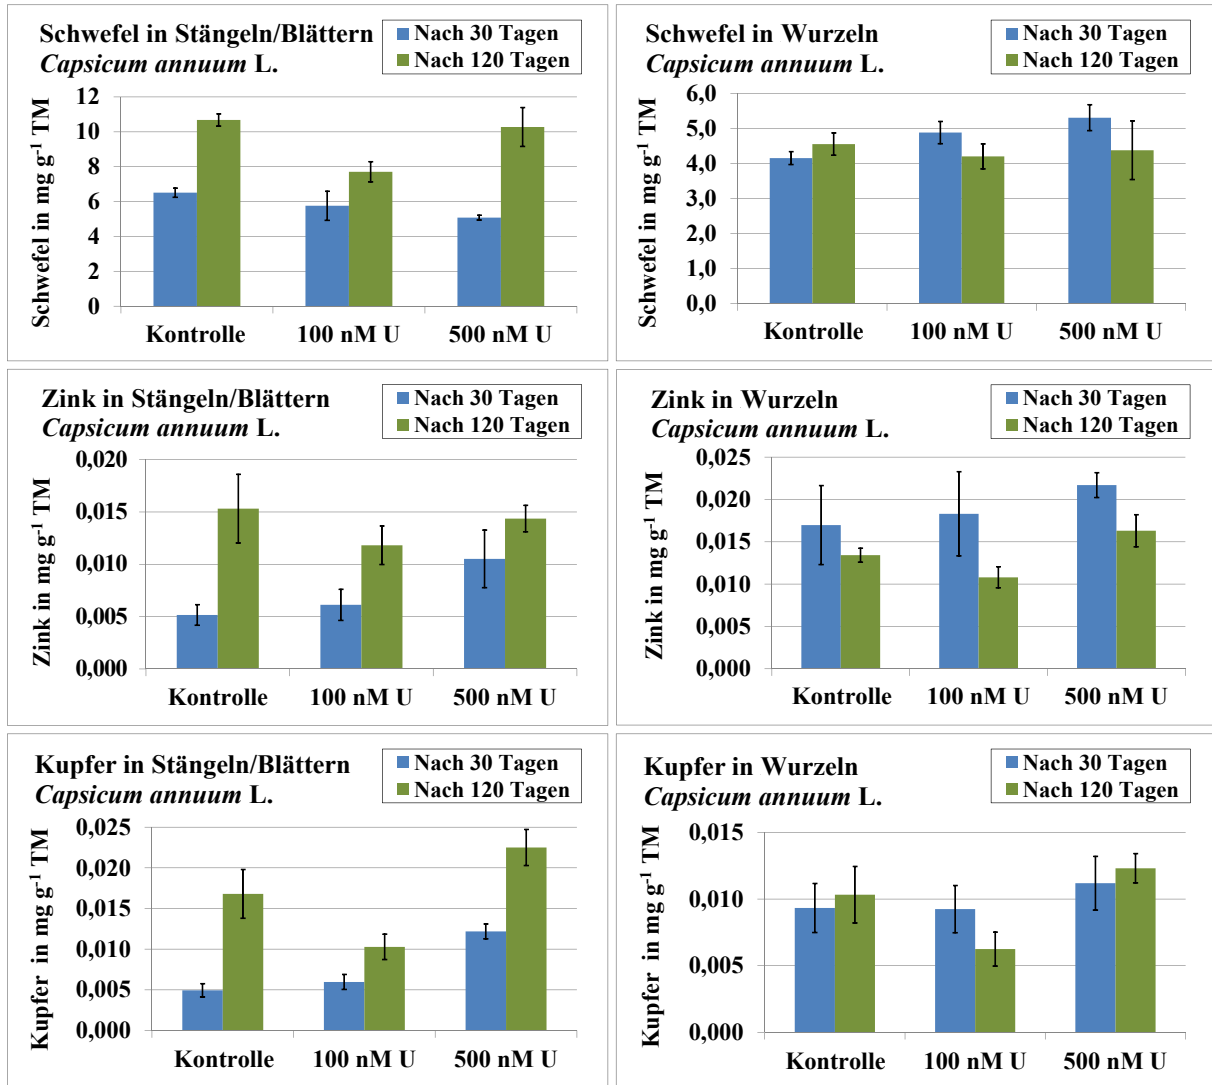 Schwefel in Stängeln/Blättern
Capsicum annuum L.
Nach 30 Tagen
Nach 120 Tagen
Schwefel in mg g⁻¹ TM
12
10
8
6
4
2
0
Kontrolle 100 nM U 500 nM U
Schwefel in Wurzeln
Capsicum annuum L.
Nach 30 Tagen
Nach 120 Tagen
Schwefel in mg g⁻¹ TM
6,0
5,0
4,0
3,0
2,0
1,0
0,0
Kontrolle 100 nM U 500 nM U
Zink in Stängeln/Blättern
Capsicum annuum L.
Nach 30 Tagen
Nach 120 Tagen
Zink in mg g⁻¹ TM
0,020
0,015
0,010
0,005
0,000
Kontrolle 100 nM U 500 nM U
Zink in Wurzeln
Capsicum annuum L.
Nach 30 Tagen
Nach 120 Tagen
Zink in mg g⁻¹ TM
0,025
0,020
0,015
0,010
0,005
0,000
Kontrolle 100 nM U 500 nM U
Kupfer in Stängeln/Blättern
Capsicum annuum L.
Nach 30 Tagen
Nach 120 Tagen
Kupfer in mg g⁻¹ TM
0,025
0,020
0,015
0,010
0,005
0,000
Kontrolle 100 nM U 500 nM U
Kupfer in Wurzeln
Capsicum annuum L.
Nach 30 Tagen
Nach 120 Tagen
Kupfer in mg g⁻¹ TM
0,015
0,010
0,005
0,000
Kontrolle 100 nM U 500 nM U